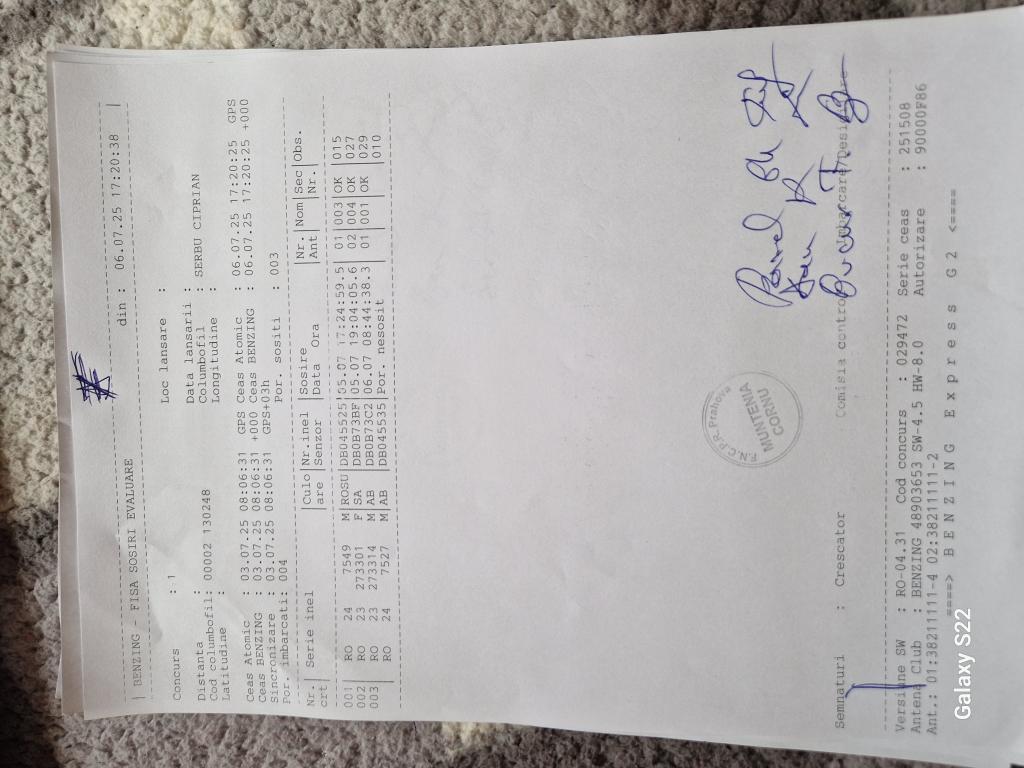 BENZING - FISA SOSIRI EVALUARE din : 06.07.25 17:20:38
Concurs : 1 Loc lansare :
Distanta : Data lansarii :
Cod columbofil: 00002 130248 Columbofil : SERBU CIPRIAN
Latitudine : Longitudine :
Ceas Atomic : 03.07.25 08:06:31 GPS Ceas Atomic : 06.07.25 17:20:25 GPS
Ceas BENZING : 03.07.25 08:06:31 +000 Ceas BENZING : 06.07.25 17:20:25 +000
Sincronizare : 03.07.25 08:06:31 GPS+03h
Por. imbarcati: 004 Por. sositi : 003
Nr.| Serie inel |Culo|Nr.inel |Sosire |Nr.|Nom|Sec|Obs.
crt| |are |Senzor |Data Ora |Ant| |Nr.|
001 | RO 24 7549 M|ROSU|DB045525|05.07 17:24:59.5|01|003|OK |015
002 | RO 23 273301 F|SA |DB0B73BF|05.07 19:04:05.6|02|004|OK |027
003 | RO 23 273314 M|AB |DB0B73C2|06.07 08:44:38.3|01|001|OK |029
| RO 24 7527 M|AB |DB045535|Por. nesosit |010
F.N.C.P.R.-Prahova
MUNTENIA
CORNU
Semnaturi : Crescator Comisia control
Versiune SW : RO-04.31 Cod concurs : 029472 Serie ceas : 251508
Antena Club : BENZING 48903653 SW-4.5 HW-8.0 Autorizare : 90000F86
Ant.: 01:38211111-4 02:38211111-2
====> B E N Z I N G E x p r e s s G 2 <====
Galaxy S22